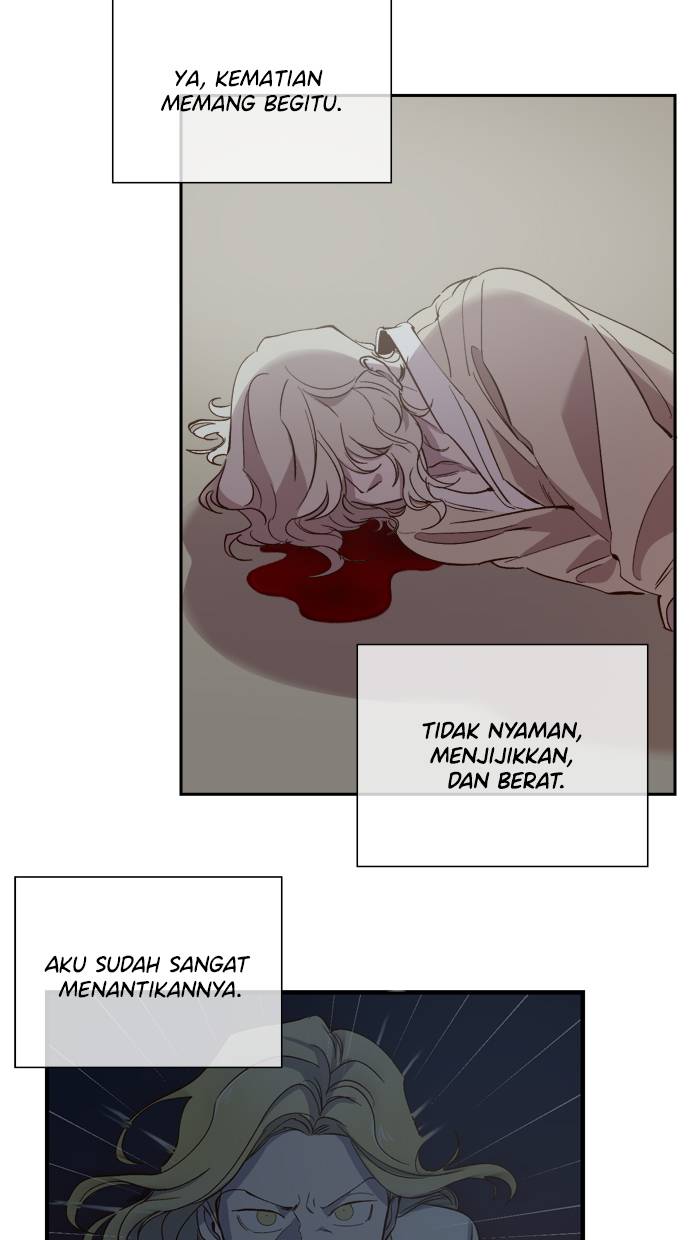 YA, KEMATIAN
MEMANG BEGITU.
TIDAK NYAMAN,
MENJIJIKKAN,
DAN BERAT.
AKU SUDAH SANGAT
MENANTIKANNYA.